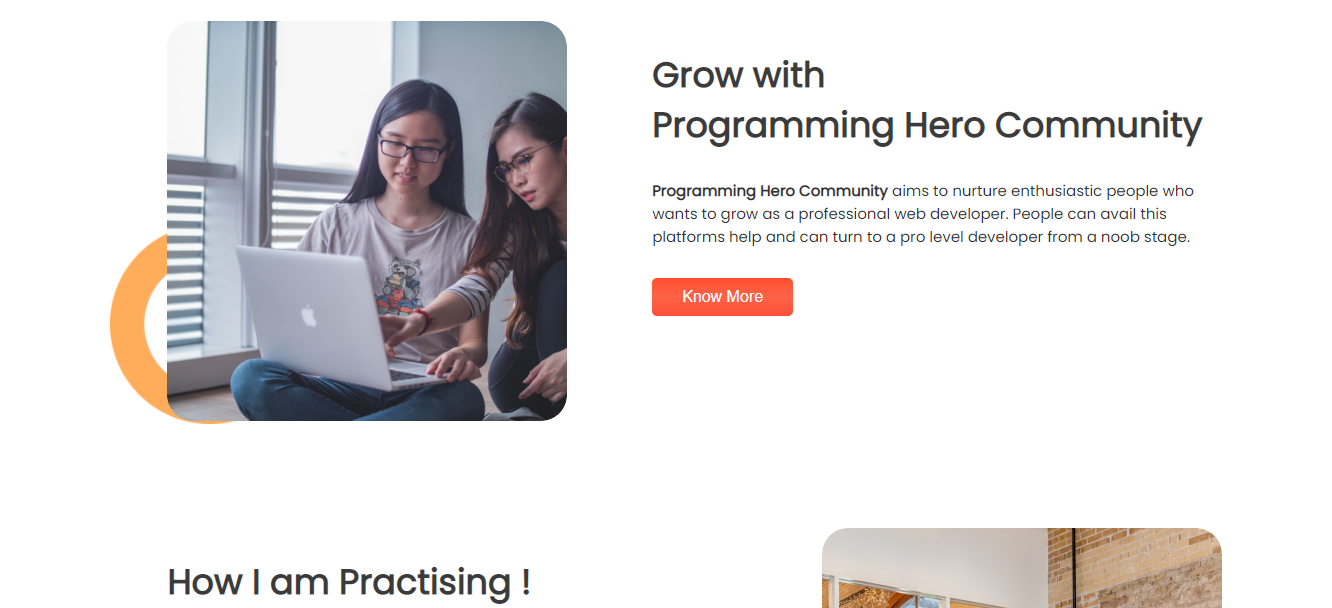 Grow with
Programming Hero Community
Programming Hero Community aims to nurture enthusiastic people who
wants to grow as a professional web developer. People can avail this
platforms help and can turn to a pro level developer from a noob stage.
Know More
How I am Practising !